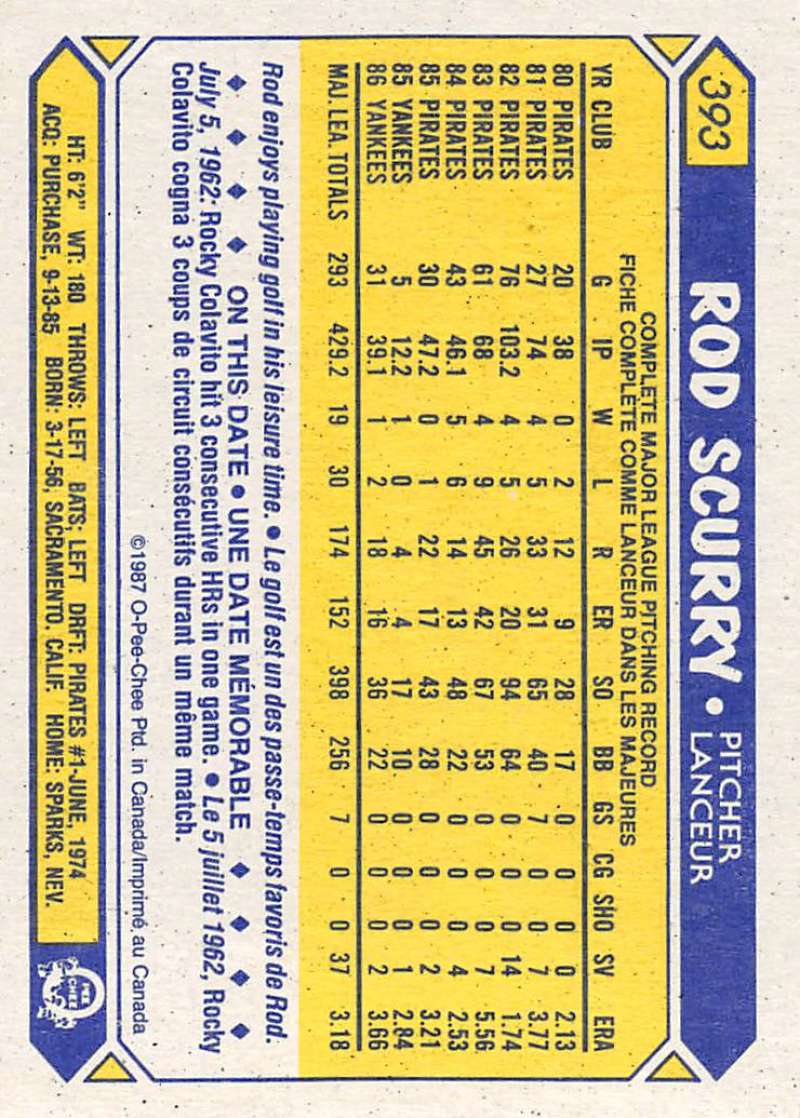 393
ROD SCURRY • PITCHER
LANCEUR
COMPLETE MAJOR LEAGUE PITCHING RECORD
FICHE COMPLÈTE COMME LANCEUR DANS LES MAJEURES
YR CLUB G IP W L R ER SO BB GS CG SHO SV ERA
80 PIRATES 20 38 0 2 12 9 28 17 0 0 0 0 2.13
81 PIRATES 27 74 4 5 33 31 65 40 7 0 0 7 3.77
82 PIRATES 76 103.2 4 5 26 20 94 64 0 0 0 14 1.74
83 PIRATES 61 68 4 9 45 42 67 53 0 0 0 7 5.56
84 PIRATES 43 46.1 5 6 14 13 48 22 0 0 0 4 2.53
85 PIRATES 30 47.2 0 1 22 17 43 28 0 0 0 2 3.21
85 YANKEES 5 12.2 1 0 4 4 17 10 0 0 0 1 2.84
86 YANKEES 31 39.1 1 2 18 16 36 22 0 0 0 2 3.66
MAJ. LEA. TOTALS 293 429.2 19 30 174 152 398 256 7 0 0 37 3.18
Rod enjoys playing golf in his leisure time. • Le golf est un des passe-temps favoris de Rod.
♦ ♦ ♦ ♦ ON THIS DATE • UNE DATE MÉMORABLE ♦ ♦ ♦ ♦
July 5, 1962: Rocky Colavito hit 3 consecutive HRs in one game. • Le 5 juillet 1962, Rocky
Colavito cogna 3 coups de circuit consécutifs durant un même match.
©1987 O-Pee-Chee Ptd. in Canada/Imprimé au Canada
HT: 6'2" WT: 180 THROWS: LEFT BATS: LEFT DRFT: PIRATES #1-JUNE, 1974
ACQ: PURCHASE, 9-13-85 BORN: 3-17-56, SACRAMENTO, CALIF. HOME: SPARKS, NEV.
O
PEE
CHEE